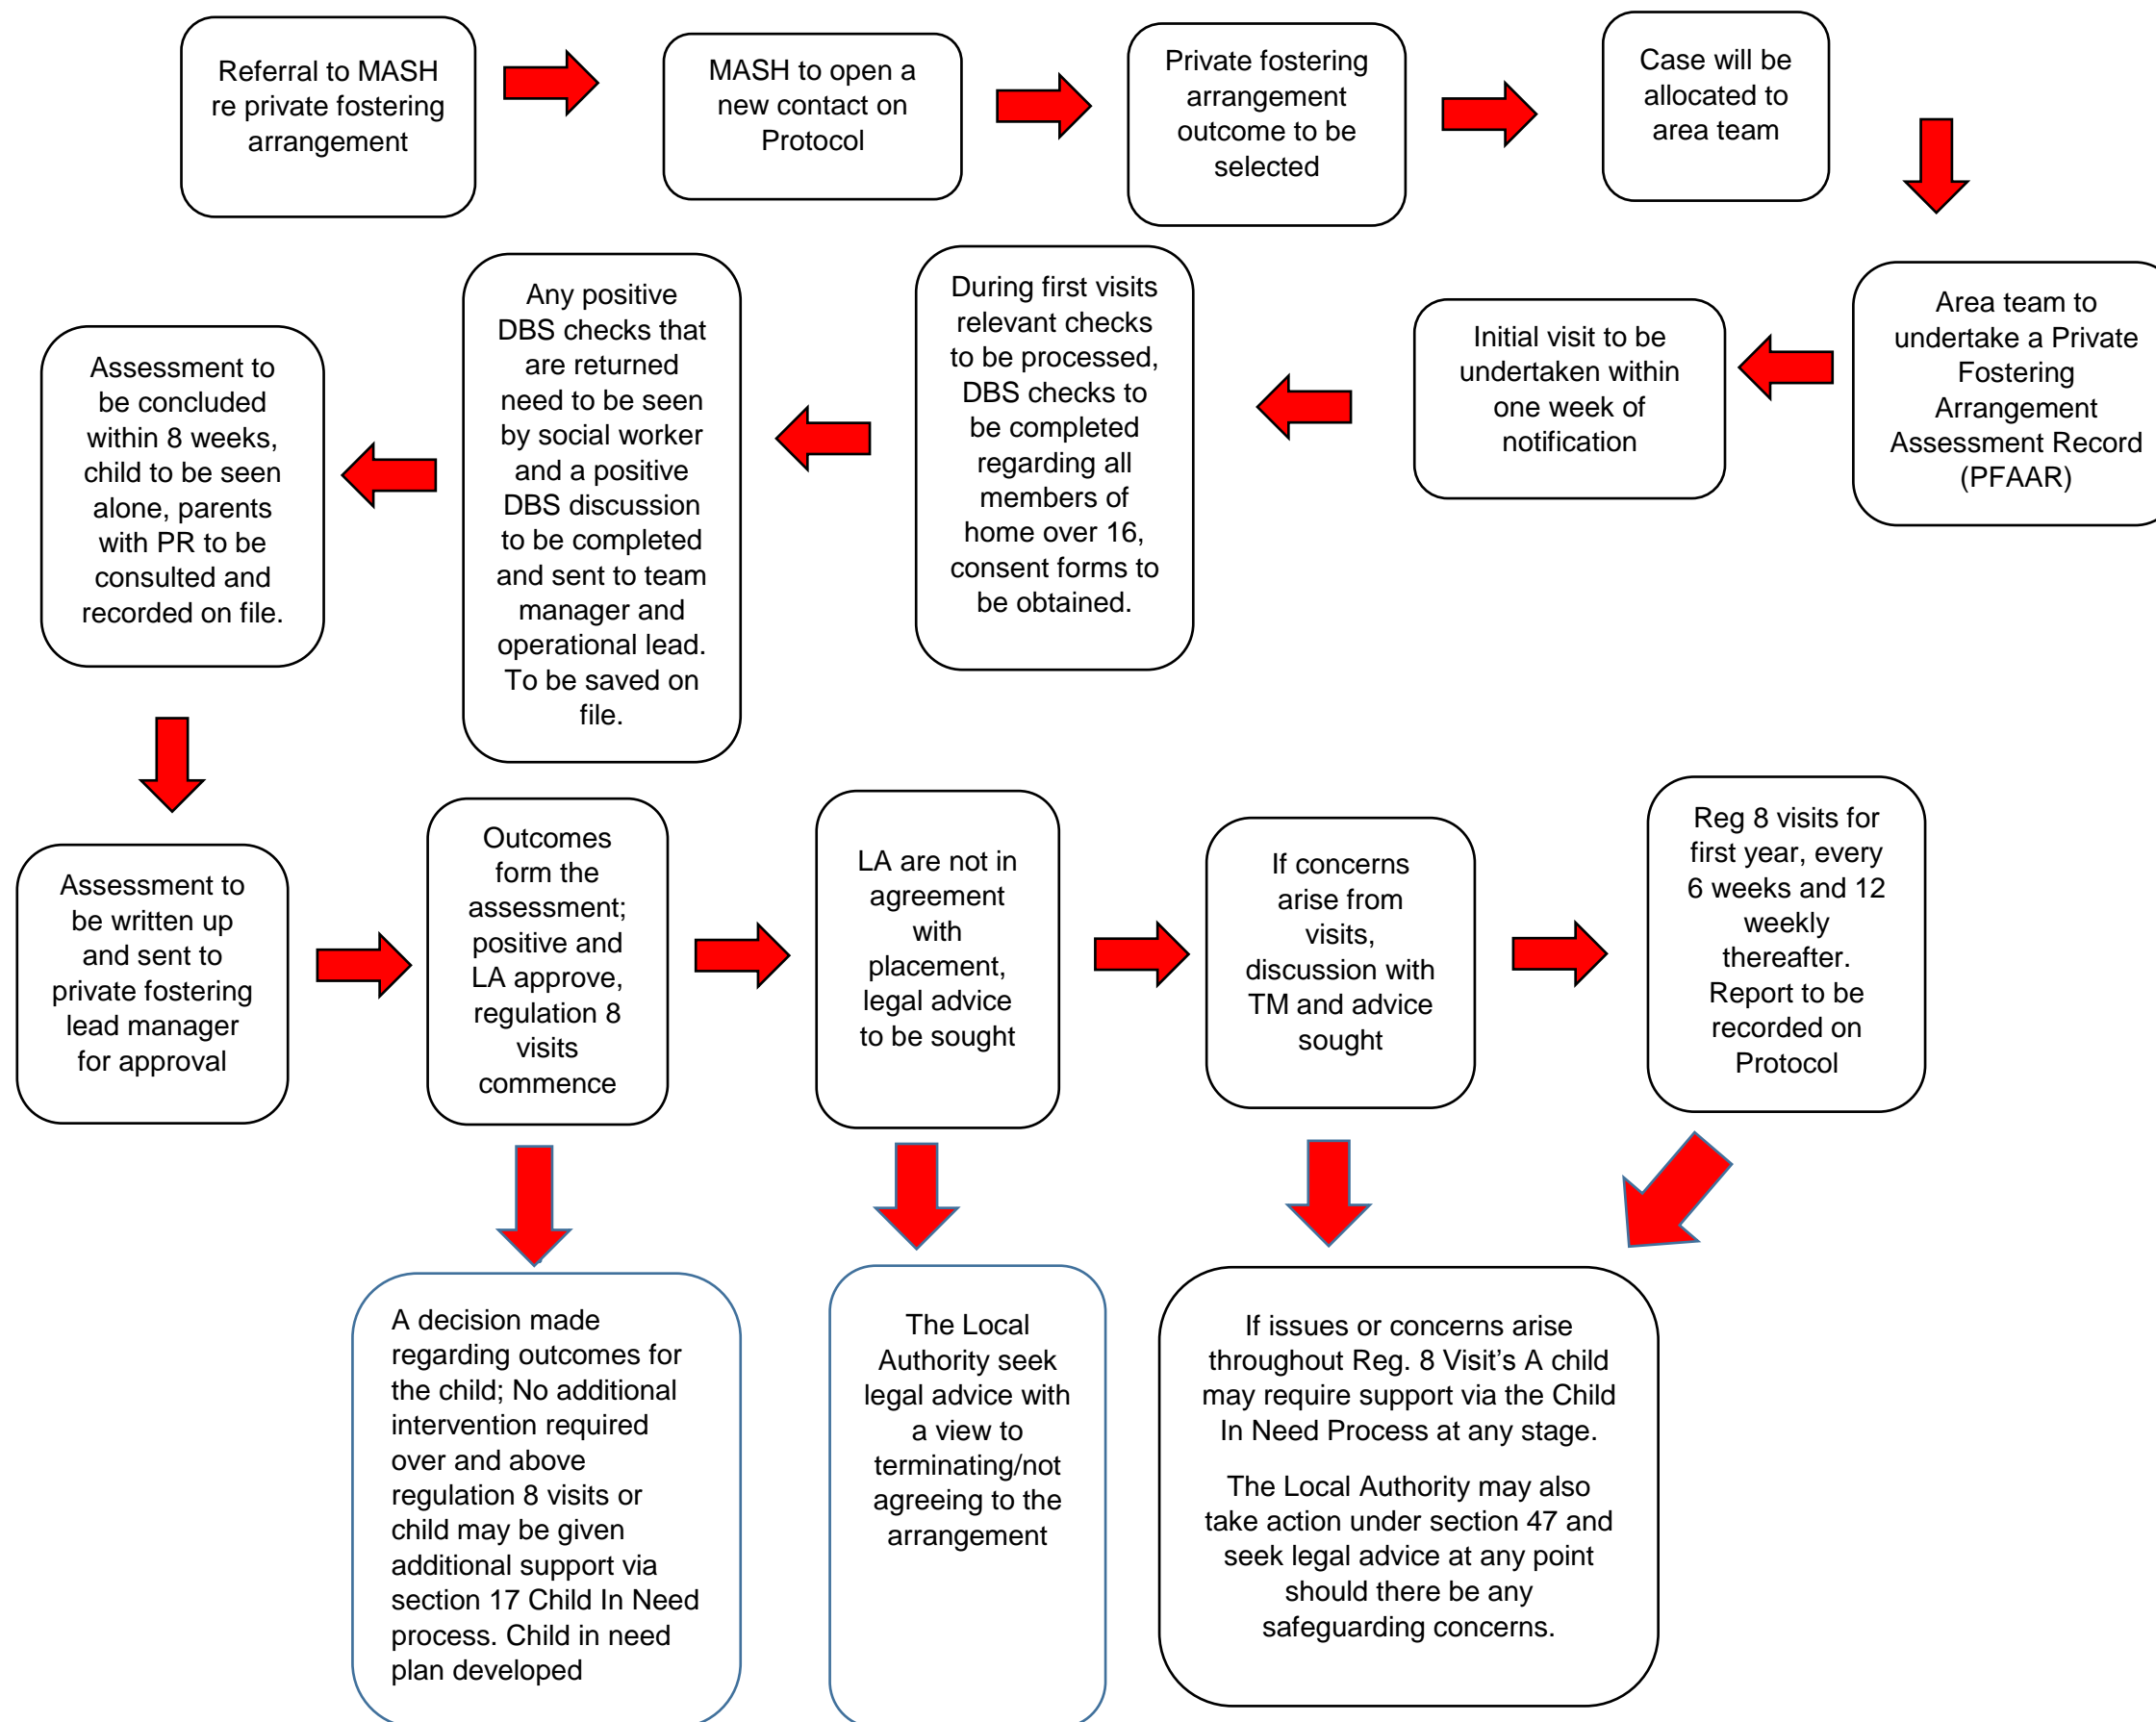 Referral to MASH
re private fostering
arrangement
MASH to open a
new contact on
Protocol
Private fostering
arrangement
outcome to be
selected
Case will be
allocated to
area team
Area team to
undertake a Private
Fostering
Arrangement
Assessment Record
(PFAAR)
Initial visit to be
undertaken within
one week of
notification
During first visits
relevant checks
to be processed,
DBS checks to
be completed
regarding all
members of
home over 16,
consent forms to
be obtained.
Any positive
DBS checks that
are returned
need to be seen
by social worker
and a positive
DBS discussion
to be completed
and sent to team
manager and
operational lead.
To be saved on
file.
Assessment to
be concluded
within 8 weeks,
child to be seen
alone, parents
with PR to be
consulted and
recorded on file.
Assessment to
be written up
and sent to
private fostering
lead manager
for approval
Outcomes
form the
assessment;
positive and
LA approve,
regulation 8
visits
commence
LA are not in
agreement
with
placement,
legal advice
to be sought
If concerns
arise from
visits,
discussion with
TM and advice
sought
Reg 8 visits for
first year, every
6 weeks and 12
weekly
thereafter.
Report to be
recorded on
Protocol
A decision made
regarding outcomes for
the child; No additional
intervention required
over and above
regulation 8 visits or
child may be given
additional support via
section 17 Child In Need
process. Child in need
plan developed
The Local
Authority seek
legal advice with
a view to
terminating/not
agreeing to the
arrangement
If issues or concerns arise
throughout Reg. 8 Visit's A child
may require support via the Child
In Need Process at any stage.
The Local Authority may also
take action under section 47 and
seek legal advice at any point
should there be any
safeguarding concerns.